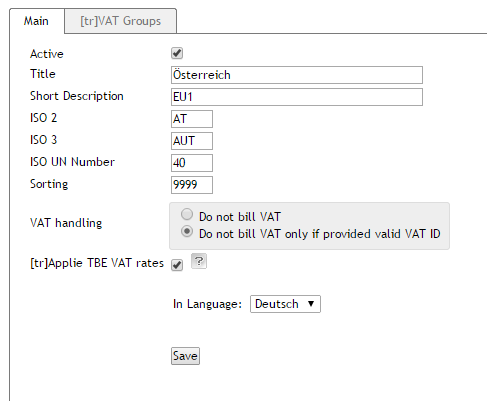 Main [tr]VAT Groups
Active
Title Österreich
Short Description EU1
ISO 2 AT
ISO 3 AUT
ISO UN Number 40
Sorting 9999
Do not bill VAT
VAT handling
Do not bill VAT only if provided valid VAT ID
[tr]Applie TBE VAT rates ?
In Language: Deutsch
Save